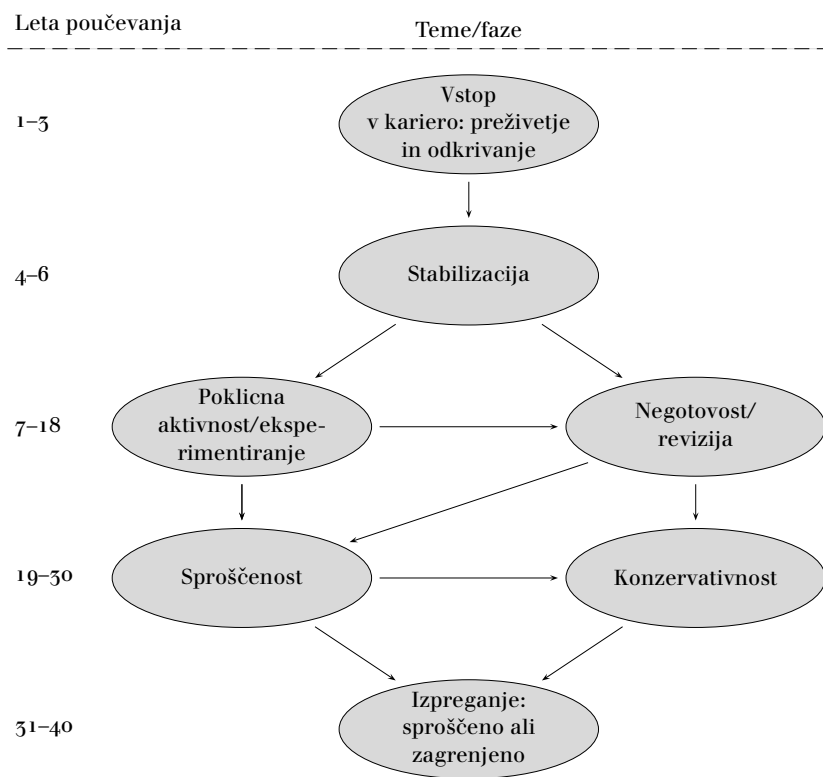 Leta poučevanja
Teme/faze
1–3
Vstop
v kariero: preživetje
in odkrivanje
4–6
Stabilizacija
7–18
Poklicna
aktivnost/ekspe-
rimentiranje
Negotovost/
revizija
19–30
Sproščenost
Konzervativnost
31–40
Izpreganje:
sproščeno ali
zagrenjeno